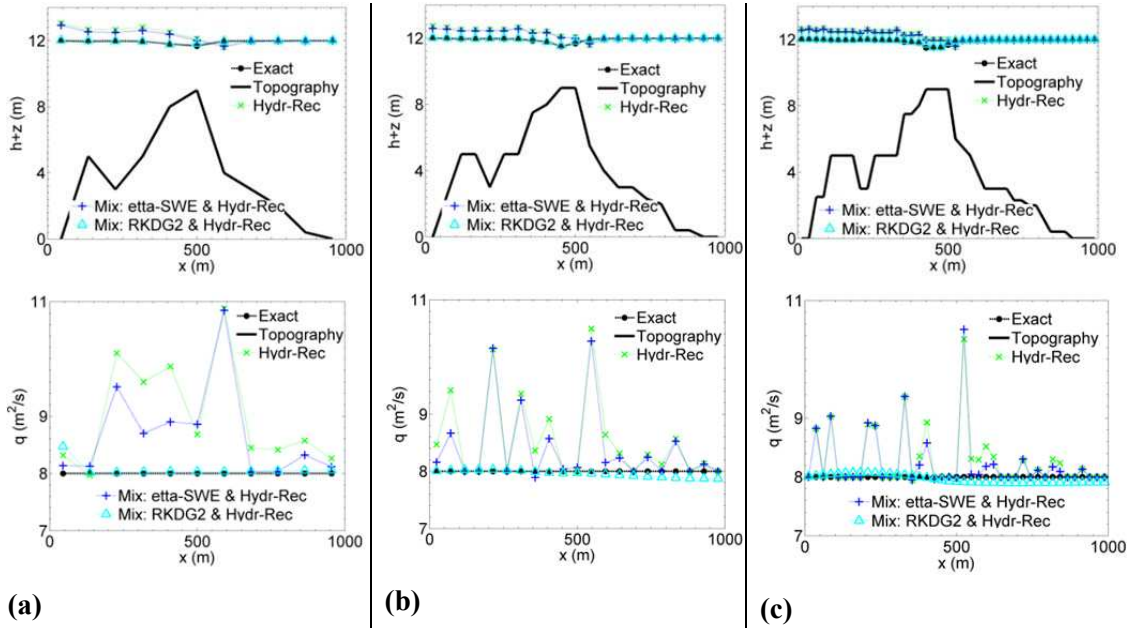 12
8
4
0
h+z (m)
Exact
Topography
Hydr-Rec
Mix: etta-SWE & Hydr-Rec
Mix: RKDG2 & Hydr-Rec
0
500
1000
x (m)
11
9
8
7
q (m²/s)
Exact
Topography
Hydr-Rec
Mix: etta-SWE & Hydr-Rec
Mix: RKDG2 & Hydr-Rec
0
500
1000
x (m)
(a)
12
8
4
0
h+z (m)
Exact
Topography
Hydr-Rec
Mix: etta-SWE & Hydr-Rec
Mix: RKDG2 & Hydr-Rec
0
500
1000
x (m)
11
9
8
7
q (m²/s)
Exact
Topography
Hydr-Rec
Mix: etta-SWE & Hydr-Rec
Mix: RKDG2 & Hydr-Rec
0
500
1000
x (m)
(b)
12
8
4
0
h+z (m)
Exact
Topography
Hydr-Rec
Mix: etta-SWE & Hydr-Rec
Mix: RKDG2 & Hydr-Rec
0
500
1000
x (m)
11
9
8
7
q (m²/s)
Exact
Topography
Hydr-Rec
Mix: etta-SWE & Hydr-Rec
Mix: RKDG2 & Hydr-Rec
0
500
1000
x (m)
(c)